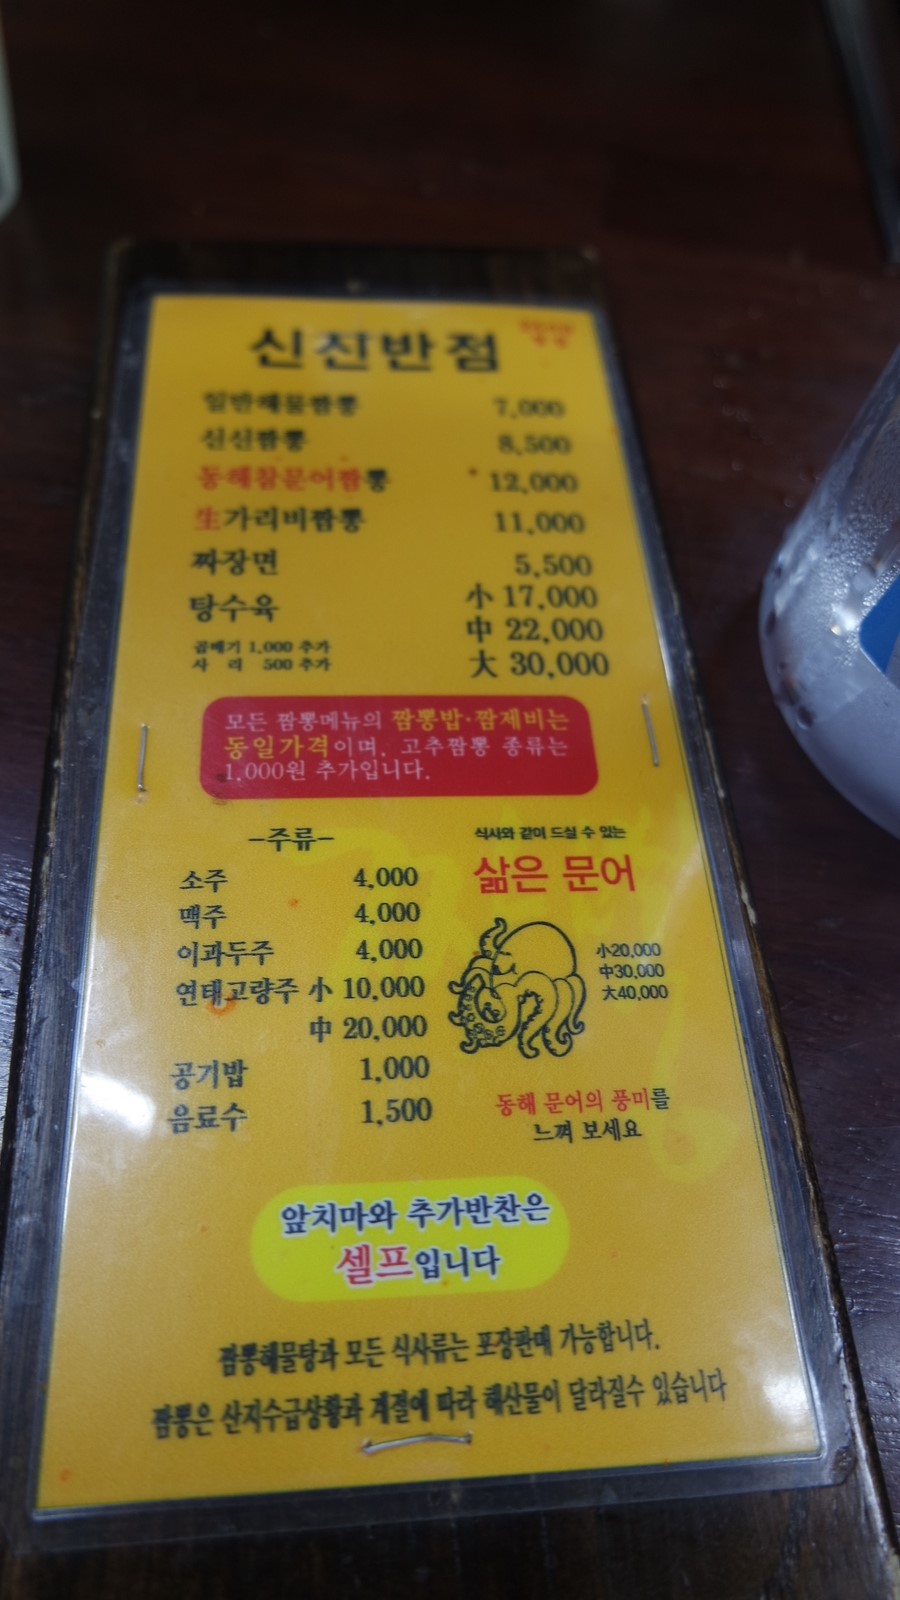 신진반점
일반해물짬뽕 7,000
신신짬뽕 8,500
동해참문어짬뽕 12,000
生가리비짬뽕 11,000
짜장면 5,500
탕수육 小 17,000
中 22,000
大 30,000
곱빼기 1,000 추가
사 리 500 추가
모든 짬뽕메뉴의 짬뽕밥·짬제비는
동일가격이며, 고추짬뽕 종류는
1,000원 추가입니다.
-주류-
소주 4,000
맥주 4,000
이과두주 4,000
연태고량주 小 10,000
中 20,000
공기밥 1,000
음료수 1,500
식사와 같이 드실 수 있는
삶은 문어
小20,000
中30,000
大40,000
동해 문어의 풍미를
느껴 보세요
앞치마와 추가반찬은
셀프입니다
짬뽕해물탕과 모든 식사류는 포장판매 가능합니다.
짬뽕은 산지수급상황과 계절에 따라 해산물이 달라질수 있습니다